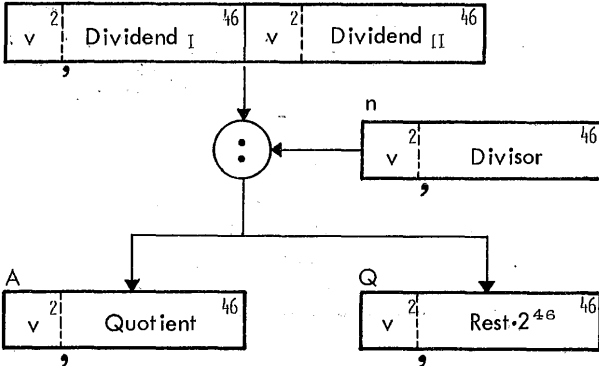 v 2 Dividend I 46 v 2 Dividend II 46
,
n
: v 2 Divisor 46
,
A Q
v 2 Quotient 46 v 2 Rest·2⁴⁶ 46
, ,